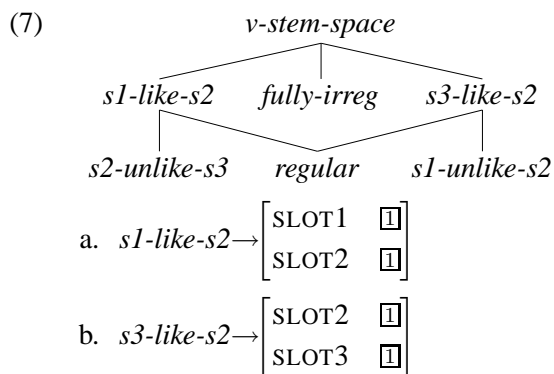 (7) v-stem-space
s1-like-s2 fully-irreg s3-like-s2
s2-unlike-s3 regular s1-unlike-s2
a. s1-like-s2→[SLOT1 1
SLOT2 1]
b. s3-like-s2→[SLOT2 1
SLOT3 1]